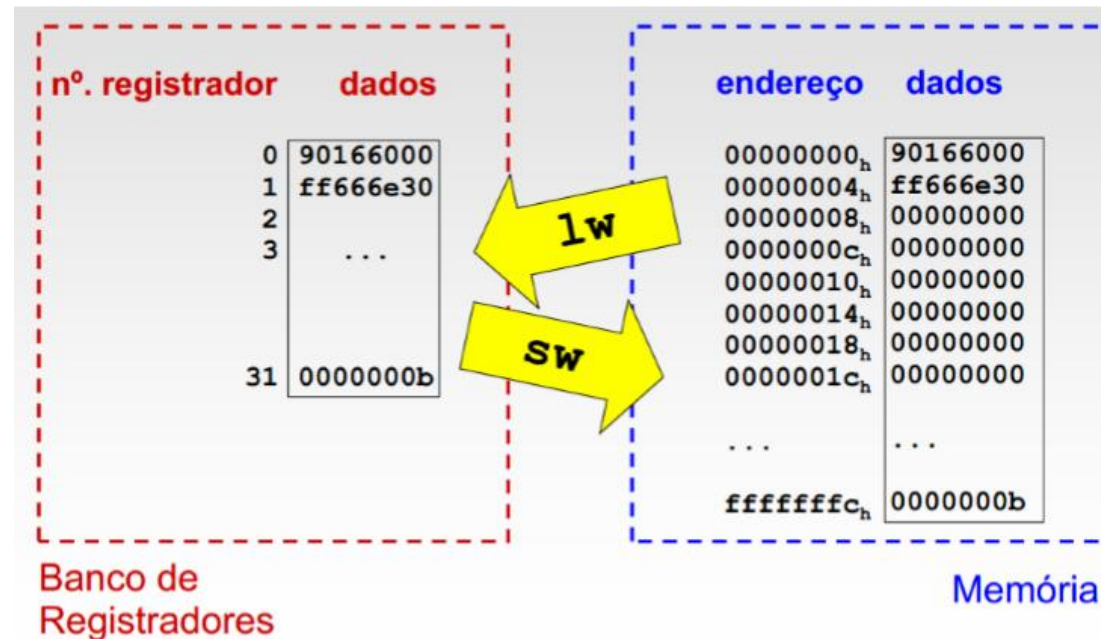 nº. registrador dados
0 90166000
1 ff666e30
2
3 ...
31 0000000b
lw
sw
endereço dados
00000000h 90166000
00000004h ff666e30
00000008h 00000000
0000000ch 00000000
00000010h 00000000
00000014h 00000000
00000018h 00000000
0000001ch 00000000
... ...
fffffffch 0000000b
Banco de
Registradores
Memória